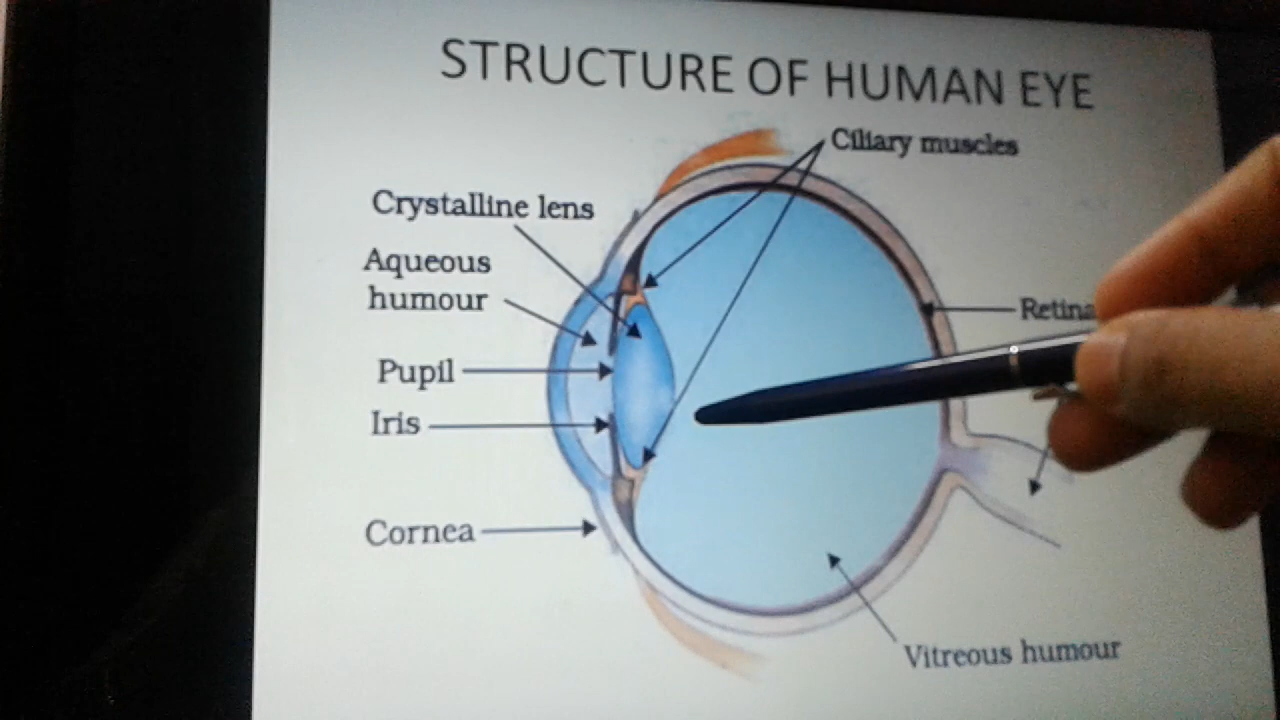 STRUCTURE OF HUMAN EYE
Ciliary muscles
Crystalline lens
Aqueous
humour
Retina
Pupil
Iris
Cornea
Vitreous humour